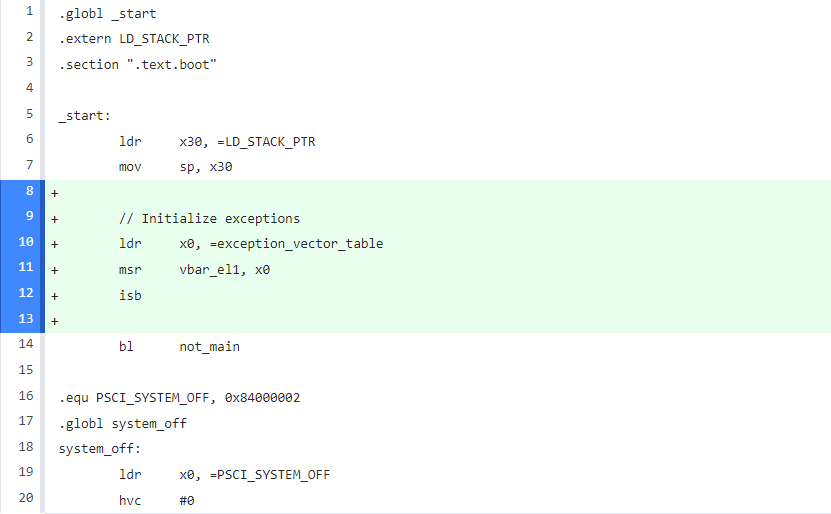 1 .globl _start
2 .extern LD_STACK_PTR
3 .section ".text.boot"
4
5 _start:
6 ldr x30, =LD_STACK_PTR
7 mov sp, x30
8 +
9 + // Initialize exceptions
10 + ldr x0, =exception_vector_table
11 + msr vbar_el1, x0
12 + isb
13 +
14 bl not_main
15
16 .equ PSCI_SYSTEM_OFF, 0x84000002
17 .globl system_off
18 system_off:
19 ldr x0, =PSCI_SYSTEM_OFF
20 hvc #0